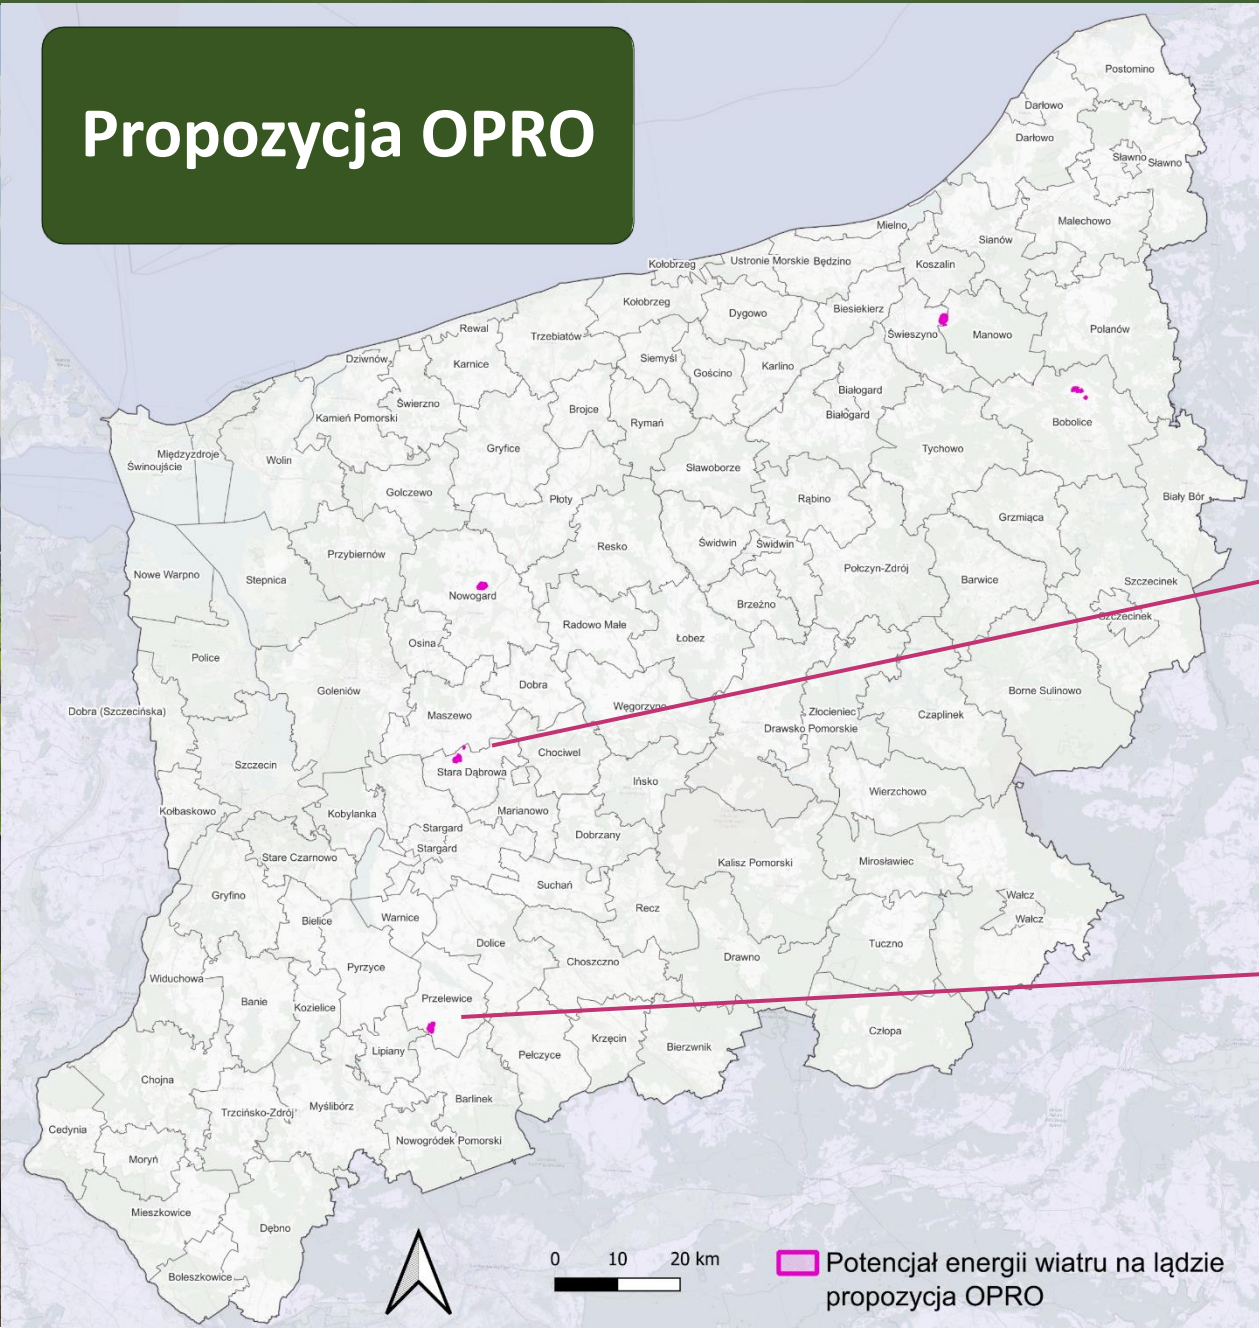 Propozycja OPRO
Postomino
Darłowo
Darłowo
Sławno
Sławno
Malechowo
Mielno
Sianów
Kołobrzeg
Ustronie Morskie
Będzino
Koszalin
Kołobrzeg
Dygowo
Biesiekierz
Świeszyno
Manowo
Polanów
Rewal
Trzebiatów
Dziwnów
Karnice
Siemyśl
Gościno
Karlino
Białogard
Białogard
Świerzno
Kamień Pomorski
Brojce
Rymań
Bobolice
Międzyzdroje
Świnoujście
Wolin
Gryfice
Tychowo
Sławoborze
Golczewo
Płoty
Rąbino
Biały Bór
Grzmiąca
Przybiernów
Resko
Świdwin
Świdwin
Nowe Warpno
Stepnica
Połczyn-Zdrój
Barwice
Szczecinek
Nowogard
Brzeżno
Szczecinek
Osina
Radowo Małe
Łobez
Police
Goleniów
Dobra
Borne Sulinowo
Dobra (Szczecińska)
Maszewo
Węgorzyno
Złocieniec
Czaplinek
Drawsko Pomorskie
Szczecin
Stara Dąbrowa
Chociwel
Ińsko
Wierzchowo
Kołbaskowo
Kobylanka
Marianowo
Stargard
Stargard
Dobrzany
Stare Czarnowo
Kalisz Pomorski
Mirosławiec
Gryfino
Suchań
Wałcz
Wałcz
Bielice
Warnice
Recz
Dolice
Tuczno
Widuchowa
Pyrzyce
Choszczno
Drawno
Banie
Kozielice
Przelewice
Człopa
Lipiany
Pełczyce
Krzęcin
Bierzwnik
Chojna
Trzcińsko-Zdrój
Myślibórz
Barlinek
Cedynia
Nowogródek Pomorski
Moryń
Mieszkowice
Dębno
Boleszkowice
0 10 20 km
Potencjał energii wiatru na lądzie
propozycja OPRO